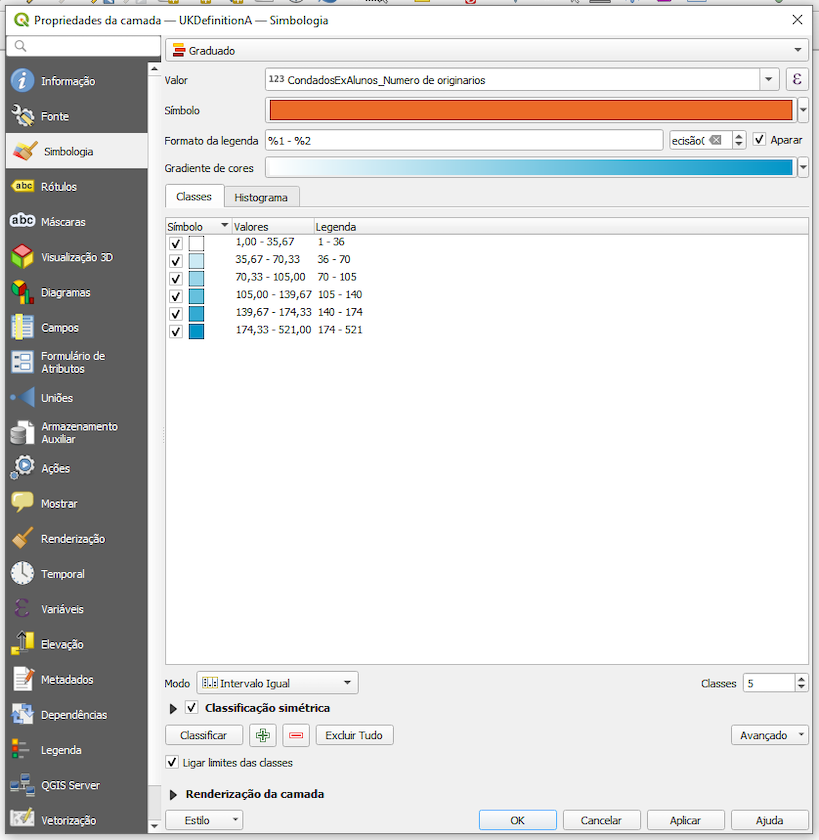 Propriedades da camada — UKDefinitionA — Simbologia
Informação
Fonte
Simbologia
abc Rótulos
abc Máscaras
Visualização 3D
Diagramas
Campos
Formulário de
Atributos
Uniões
Armazenamento
Auxiliar
Ações
Mostrar
Renderização
Temporal
ε Variáveis
Elevação
Metadados
Dependências
Legenda
QGIS Server
Vetorização
Graduado
Valor
123 CondadosExAlunos_Numero de originarios
ε
Símbolo
Formato da legenda
%1 - %2
ecisão(
Aparar
Gradiente de cores
Classes
Histograma
Símbolo Valores Legenda
1,00 - 35,67 1 - 36
35,67 - 70,33 36 - 70
70,33 - 105,00 70 - 105
105,00 - 139,67 105 - 140
139,67 - 174,33 140 - 174
174,33 - 521,00 174 - 521
Modo
Intervalo Igual
Classes
5
Classificação simétrica
Classificar
Excluir Tudo
Avançado
Ligar limites das classes
Renderização da camada
Estilo
OK
Cancelar
Aplicar
Ajuda